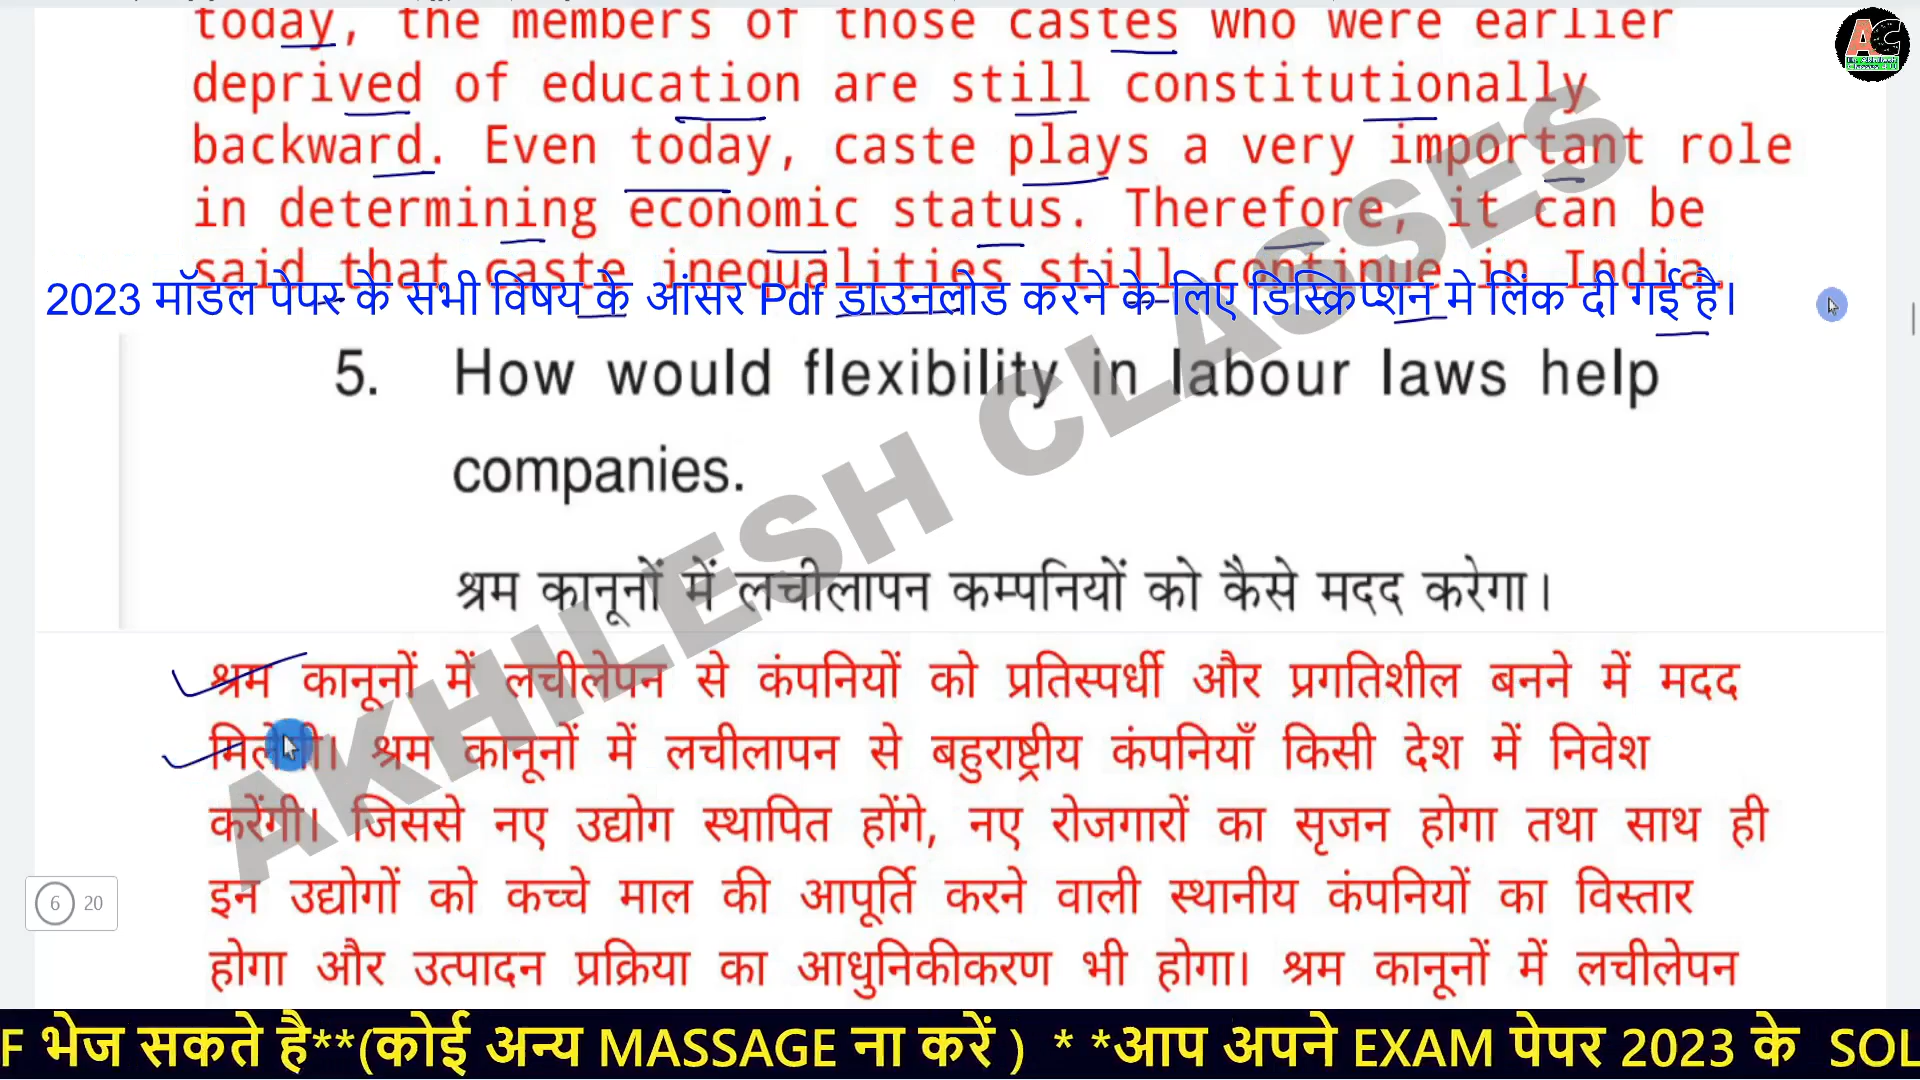 today, the members of those castes who were earlier
deprived of education are still constitutionally
backward. Even today, caste plays a very important role
in determining economic status. Therefore, it can be
said that caste inequalities still continue in India.
2023 मॉडल पेपर के सभी विषय के आंसर Pdf डाउनलोड करने के लिए डिस्क्रिप्शन मे लिंक दी गई है।
5. How would flexibility in labour laws help
companies.
श्रम कानूनों में लचीलापन कम्पनियों को कैसे मदद करेगा।
श्रम कानूनों में लचीलेपन से कंपनियों को प्रतिस्पर्धी और प्रगतिशील बनने में मदद
मिलेगी। श्रम कानूनों में लचीलापन से बहुराष्ट्रीय कंपनियाँ किसी देश में निवेश
करेंगी। जिससे नए उद्योग स्थापित होंगे, नए रोजगारों का सृजन होगा तथा साथ ही
इन उद्योगों को कच्चे माल की आपूर्ति करने वाली स्थानीय कंपनियों का विस्तार
होगा और उत्पादन प्रक्रिया का आधुनिकीकरण भी होगा। श्रम कानूनों में लचीलेपन
AKHILESH CLASSES
AC
6 20
F भेज सकते है**(कोई अन्य MASSAGE ना करें ) * *आप अपने EXAM पेपर 2023 के SOL